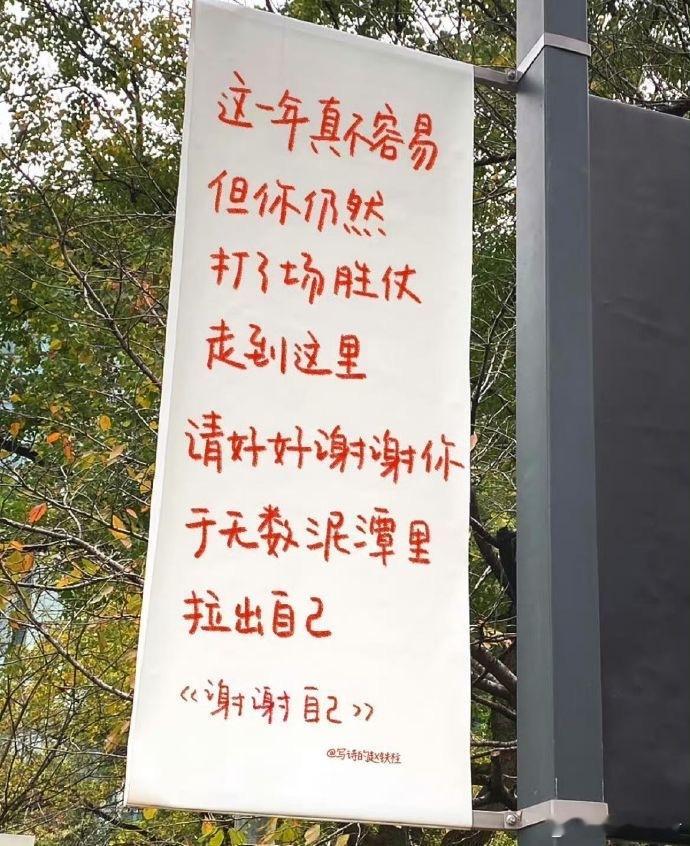 这一年真不容易
但你仍然
打了场胜仗
走到这里
请好好谢谢你
于无数泥潭里
拉出自己
《谢谢自己》
@写诗的赵铁柱